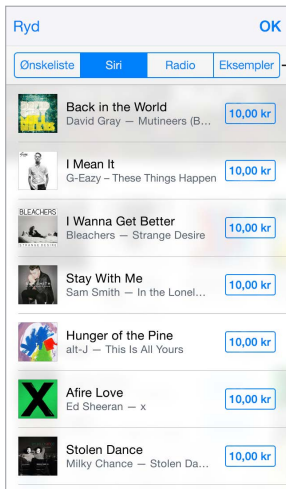 Ryd OK
Ønskeliste Siri Radio Eksempler
Back in the World
David Gray — Mutineers (B...
10,00 kr
I Mean It
G-Eazy – These Things Happen
10,00 kr
BLEACHERS
STRANGE DESIRE
I Wanna Get Better
Bleachers — Strange Desire
10,00 kr
Stay With Me
Sam Smith — In the Lonel...
10,00 kr
Hunger of the Pine
alt-J — This Is All Yours
10,00 kr
Afire Love
Ed Sheeran — x
10,00 kr
Stolen Dance
Milky Chance — Stolen Da...
10,00 kr